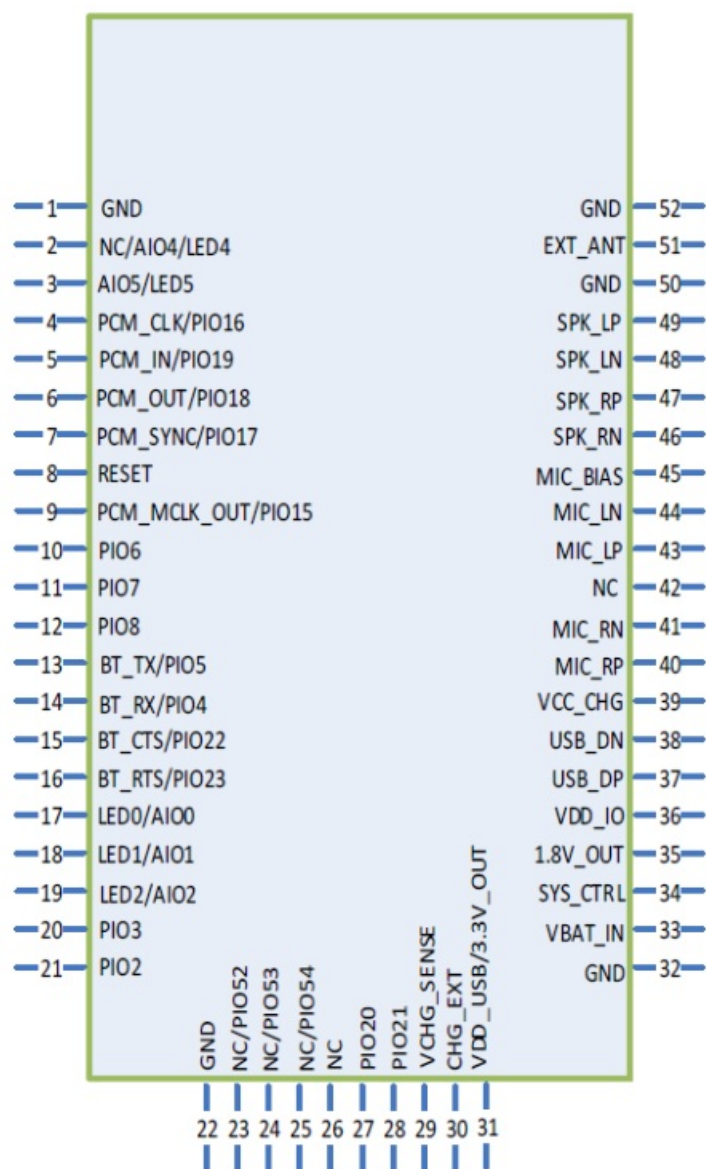 1 GND
2 NC/AIO4/LED4
3 AIO5/LED5
4 PCM_CLK/PIO16
5 PCM_IN/PIO19
6 PCM_OUT/PIO18
7 PCM_SYNC/PIO17
8 RESET
9 PCM_MCLK_OUT/PIO15
10 PIO6
11 PIO7
12 PIO8
13 BT_TX/PIO5
14 BT_RX/PIO4
15 BT_CTS/PIO22
16 BT_RTS/PIO23
17 LED0/AIO0
18 LED1/AIO1
19 LED2/AIO2
20 PIO3
21 PIO2
GND 22
NC/PIO52 23
NC/PIO53 24
NC/PIO54 25
NC 26
PIO20 27
PIO21 28
VCHG_SENSE 29
CHG_EXT 30
VDD_USB/3.3V_OUT 31
GND 52
EXT_ANT 51
GND 50
SPK_LP 49
SPK_LN 48
SPK_RP 47
SPK_RN 46
MIC_BIAS 45
MIC_LN 44
MIC_LP 43
NC 42
MIC_RN 41
MIC_RP 40
VCC_CHG 39
USB_DN 38
USB_DP 37
VDD_IO 36
1.8V_OUT 35
SYS_CTRL 34
VBAT_IN 33
GND 32